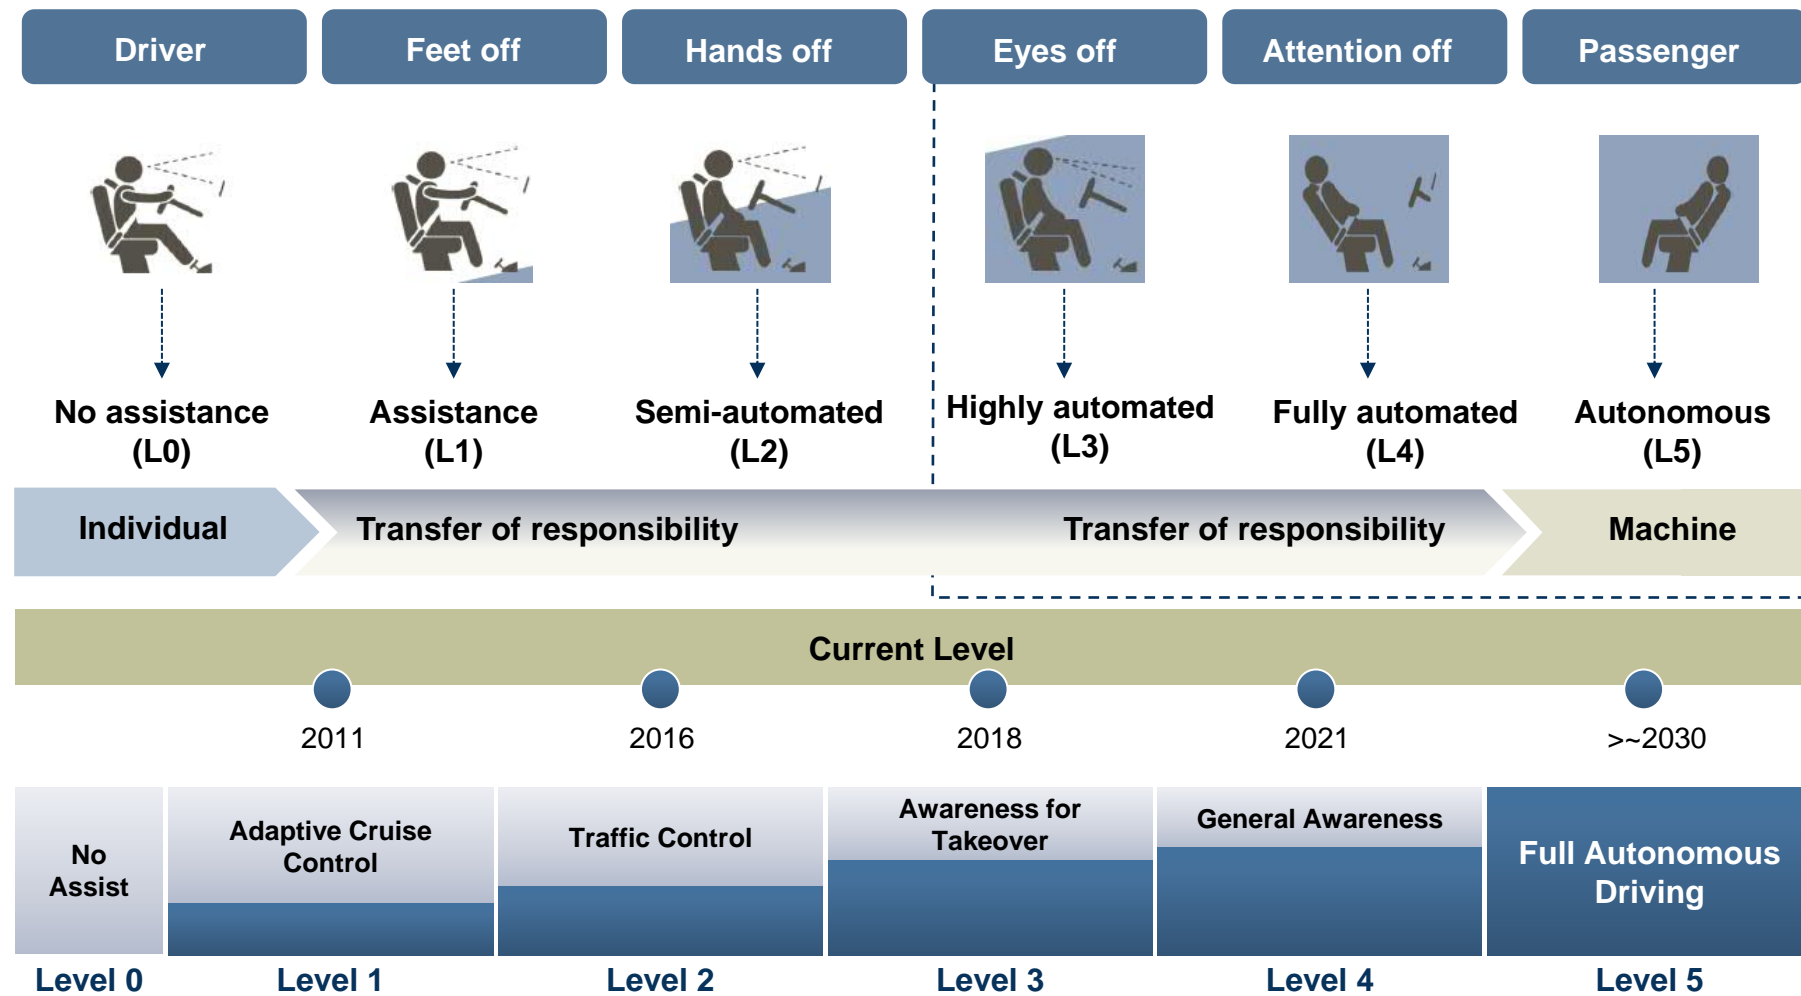 Driver
Feet off
Hands off
Eyes off
Attention off
Passenger
No assistance
(L0)
Assistance
(L1)
Semi-automated
(L2)
Highly automated
(L3)
Fully automated
(L4)
Autonomous
(L5)
Individual
Transfer of responsibility
Transfer of responsibility
Machine
Current Level
2011
2016
2018
2021
>~2030
No
Assist
Adaptive Cruise
Control
Traffic Control
Awareness for
Takeover
General Awareness
Full Autonomous
Driving
Level 0
Level 1
Level 2
Level 3
Level 4
Level 5